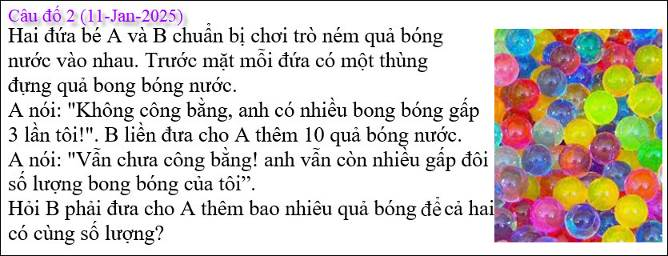 Câu đố 2 (11-Jan-2025)
Hai đứa bé A và B chuẩn bị chơi trò ném quả bóng
nước vào nhau. Trước mặt mỗi đứa có một thùng
đựng quả bong bóng nước.
A nói: "Không công bằng, anh có nhiều bong bóng gấp
3 lần tôi!". B liền đưa cho A thêm 10 quả bóng nước.
A nói: "Vẫn chưa công bằng! anh vẫn còn nhiều gấp đôi
số lượng bong bóng của tôi”.
Hỏi B phải đưa cho A thêm bao nhiêu quả bóng để cả hai
có cùng số lượng?